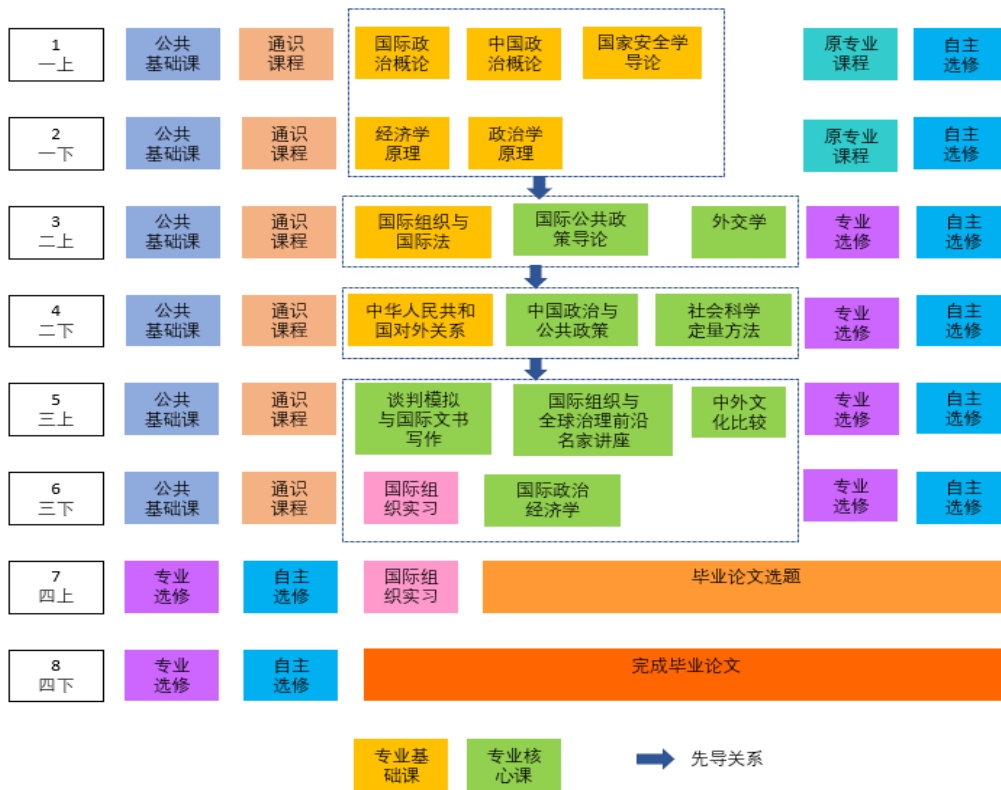 1
一上
公共
基础课
通识
课程
国际政
治概论
中国政
治概论
国家安全学
导论
原专业
课程
自主
选修
2
一下
公共
基础课
通识
课程
经济学
原理
政治学
原理
原专业
课程
自主
选修
3
二上
公共
基础课
通识
课程
国际组织与
国际法
国际公共政
策导论
外交学
专业
选修
自主
选修
4
二下
公共
基础课
通识
课程
中华人民共和
国对外关系
中国政治与
公共政策
社会科学
定量方法
专业
选修
自主
选修
5
三上
公共
基础课
通识
课程
谈判模拟
与国际文书
写作
国际组织与
全球治理前沿
名家讲座
中外文
化比较
专业
选修
自主
选修
6
三下
公共
基础课
通识
课程
国际组
织实习
国际政治
经济学
专业
选修
自主
选修
7
四上
专业
选修
自主
选修
国际组
织实习
毕业论文选题
8
四下
专业
选修
自主
选修
完成毕业论文
专业基
础课
专业核
心课
先导关系